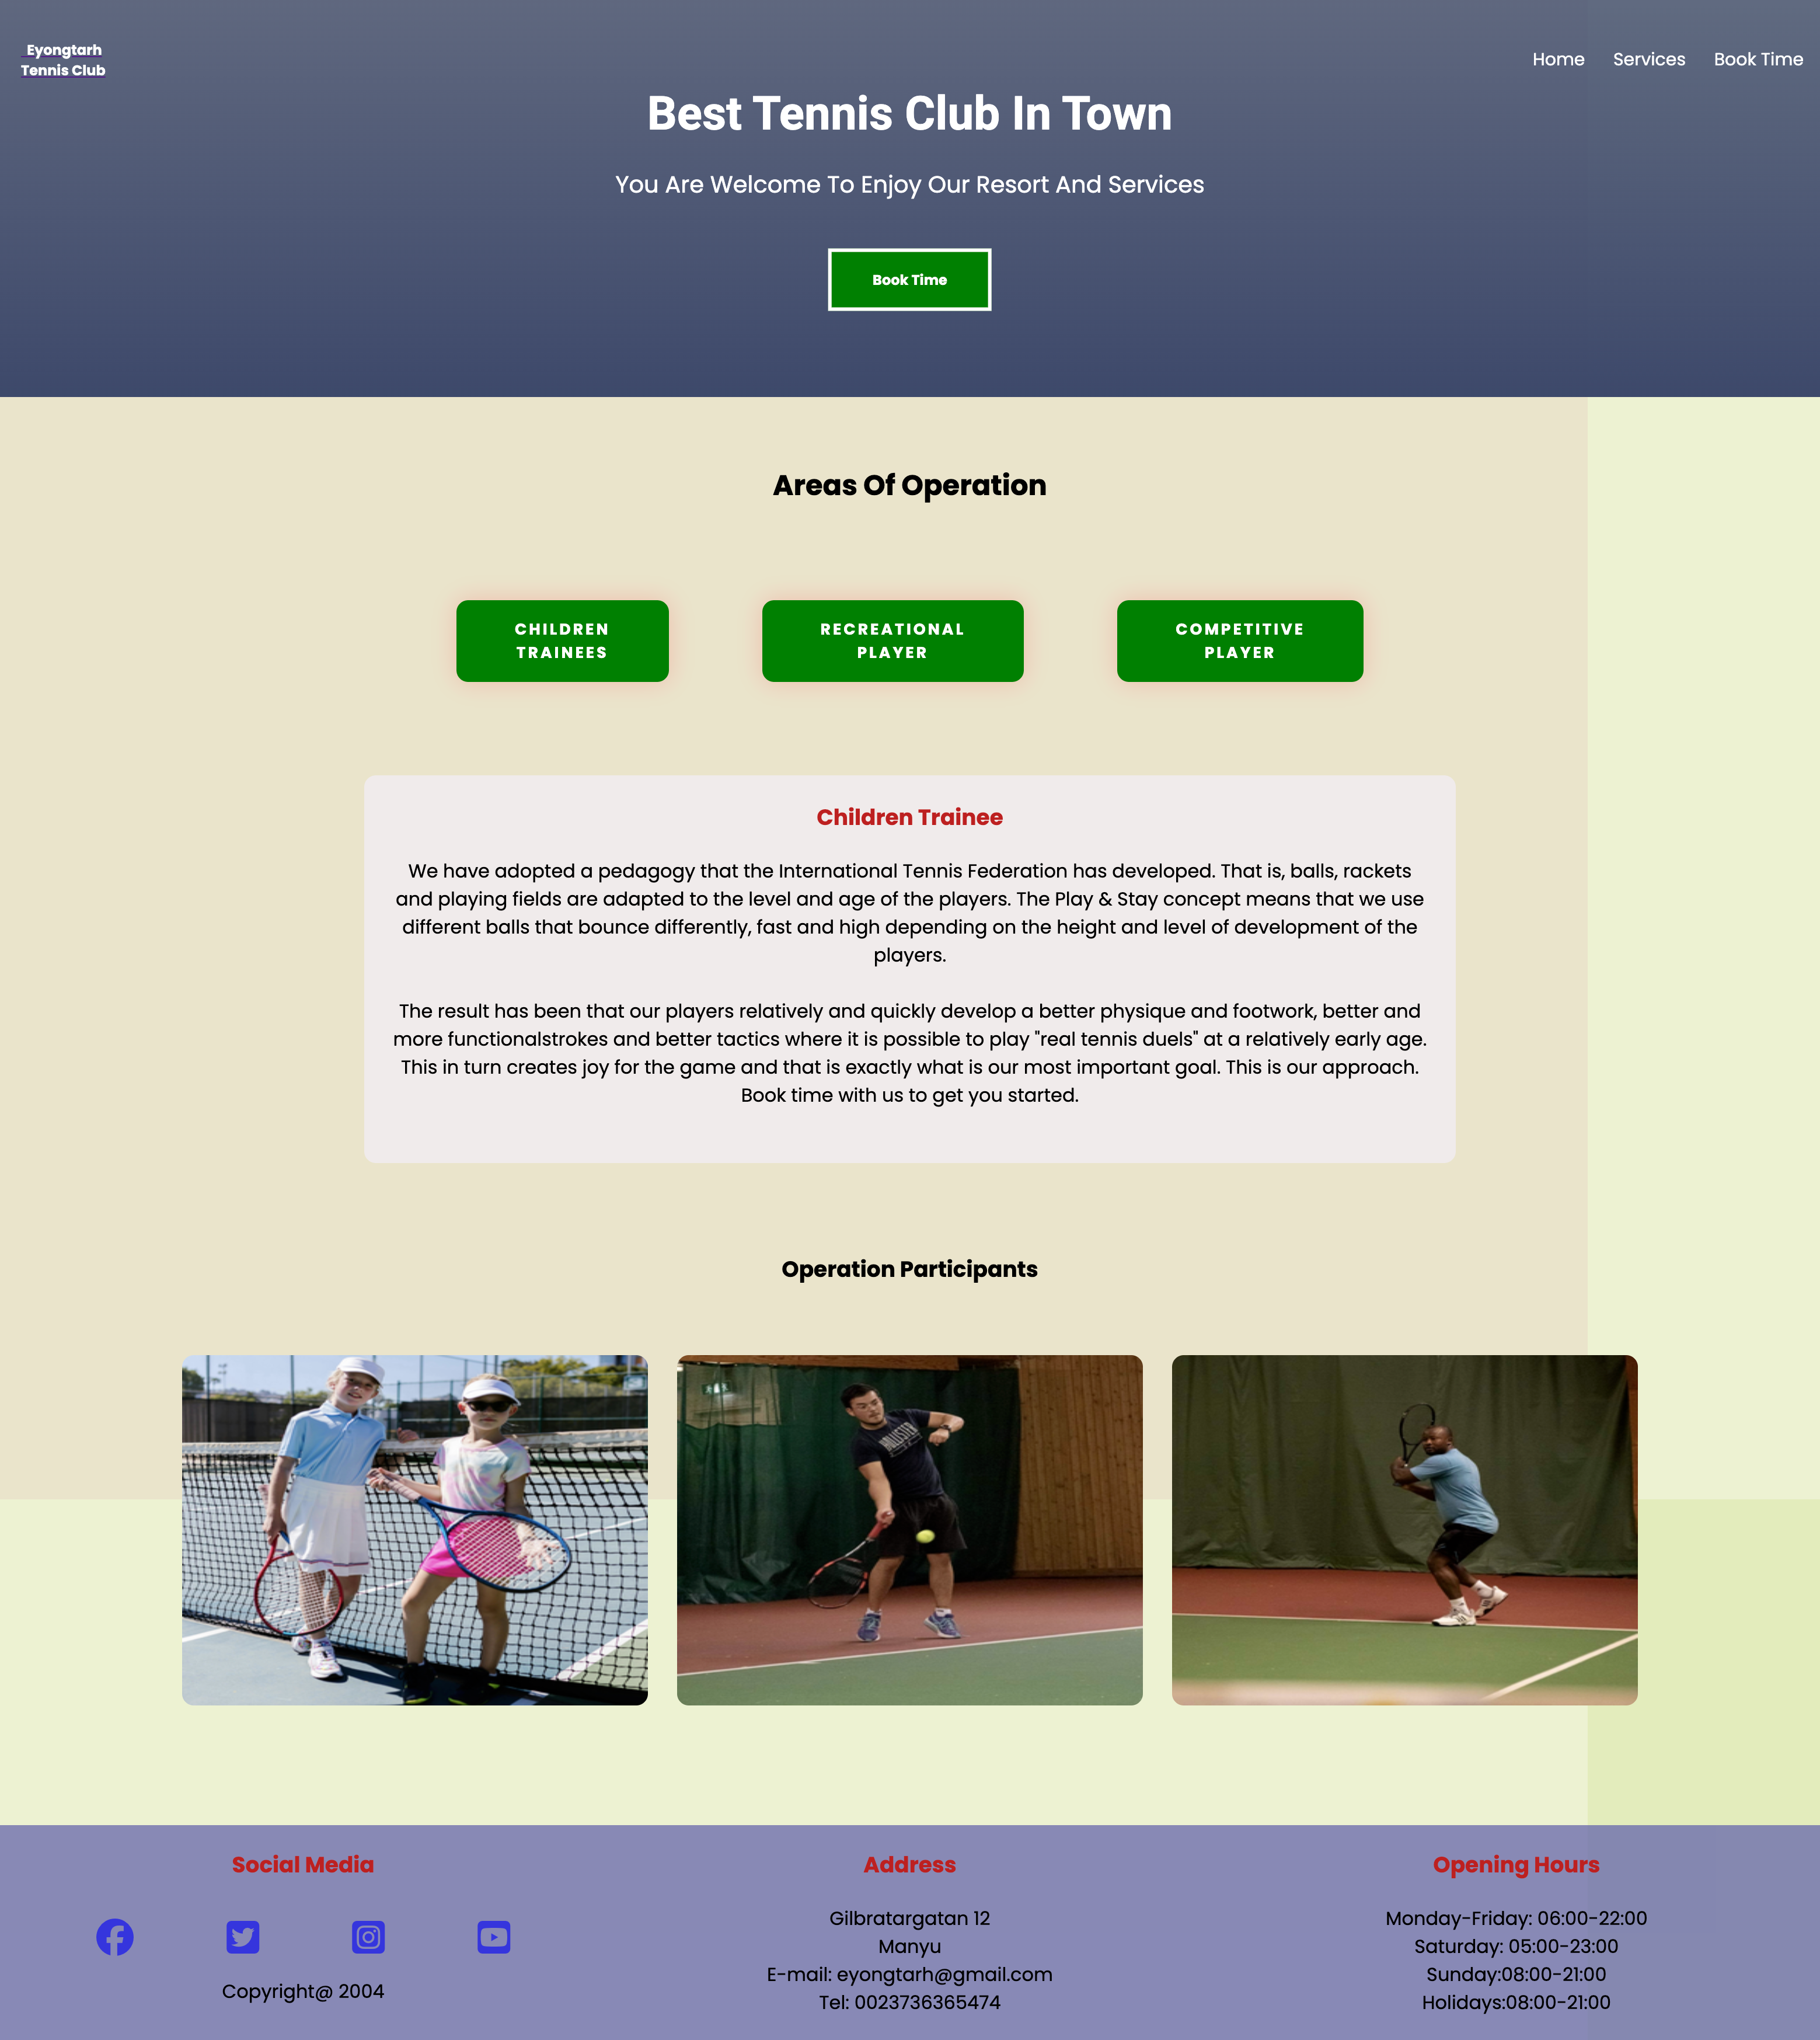 Eyongtarh
Tennis Club
Home
Services
Book Time
Best Tennis Club In Town
You Are Welcome To Enjoy Our Resort And Services
Book Time
Areas Of Operation
CHILDREN
TRAINEES
RECREATIONAL
PLAYER
COMPETITIVE
PLAYER
Children Trainee
We have adopted a pedagogy that the International Tennis Federation has developed. That is, balls, rackets
and playing fields are adapted to the level and age of the players. The Play & Stay concept means that we use
different balls that bounce differently, fast and high depending on the height and level of development of the
players.
The result has been that our players relatively and quickly develop a better physique and footwork, better and
more functionalstrokes and better tactics where it is possible to play "real tennis duels" at a relatively early age.
This in turn creates joy for the game and that is exactly what is our most important goal. This is our approach.
Book time with us to get you started.
Operation Participants
Social Media
Copyright@ 2004
Address
Gilbratargatan 12
Manyu
E-mail: eyongtarh@gmail.com
Tel: 0023736365474
Opening Hours
Monday-Friday: 06:00-22:00
Saturday: 05:00-23:00
Sunday:08:00-21:00
Holidays:08:00-21:00